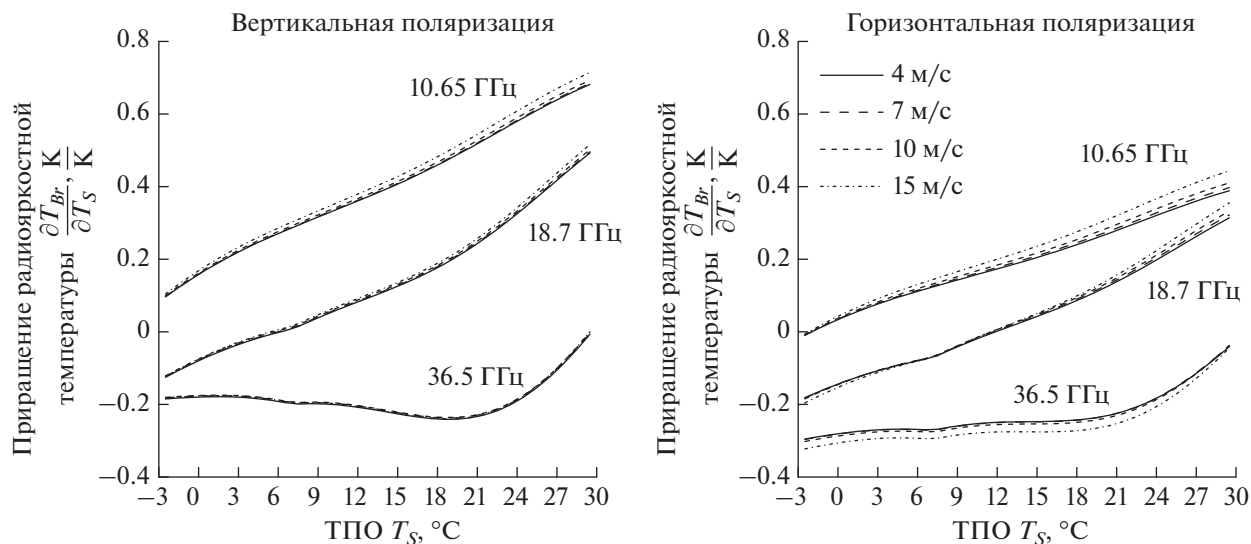 Вертикальная поляризация
Приращение радиояркостной
температуры ∂T_Br/∂T_S, К/К
0.8
0.6
0.4
0.2
0
−0.2
−0.4
10.65 ГГц
18.7 ГГц
36.5 ГГц
−3 0 3 6 9 12 15 18 21 24 27 30
ТПО T_S, °C
Горизонтальная поляризация
Приращение радиояркостной
температуры ∂T_Br/∂T_S, К/К
0.8
0.6
0.4
0.2
0
−0.2
−0.4
4 м/с
7 м/с
10 м/с
15 м/с
10.65 ГГц
18.7 ГГц
36.5 ГГц
−3 0 3 6 9 12 15 18 21 24 27 30
ТПО T_S, °C